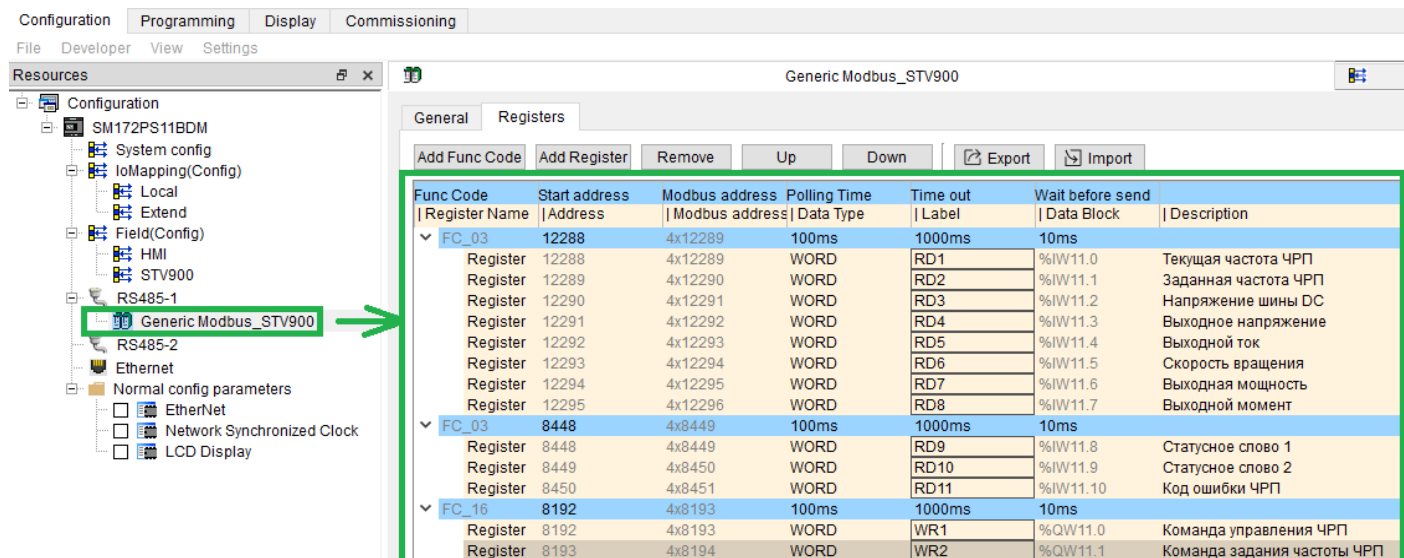 Configuration Programming Display Commissioning
File Developer View Settings
Resources
Configuration
SM172PS11BDM
System config
IoMapping(Config)
Local
Extend
Field(Config)
HMI
STV900
RS485-1
Generic Modbus_STV900
RS485-2
Ethernet
Normal config parameters
EtherNet
Network Synchronized Clock
LCD Display
Generic Modbus_STV900
General Registers
Add Func Code Add Register Remove Up Down Export Import
Func Code Start address Modbus address Polling Time Time out Wait before send
| Register Name | Address | Modbus address | Data Type | Label | Data Block | Description
FC_03 12288 4x12289 100ms 1000ms 10ms
Register 12288 4x12289 WORD RD1 %IW11.0 Текущая частота ЧРП
Register 12289 4x12290 WORD RD2 %IW11.1 Заданная частота ЧРП
Register 12290 4x12291 WORD RD3 %IW11.2 Напряжение шины DC
Register 12291 4x12292 WORD RD4 %IW11.3 Выходное напряжение
Register 12292 4x12293 WORD RD5 %IW11.4 Выходной ток
Register 12293 4x12294 WORD RD6 %IW11.5 Скорость вращения
Register 12294 4x12295 WORD RD7 %IW11.6 Выходная мощность
Register 12295 4x12296 WORD RD8 %IW11.7 Выходной момент
FC_03 8448 4x8449 100ms 1000ms 10ms
Register 8448 4x8449 WORD RD9 %IW11.8 Статусное слово 1
Register 8449 4x8450 WORD RD10 %IW11.9 Статусное слово 2
Register 8450 4x8451 WORD RD11 %IW11.10 Код ошибки ЧРП
FC_16 8192 4x8193 100ms 1000ms 10ms
Register 8192 4x8193 WORD WR1 %QW11.0 Команда управления ЧРП
Register 8193 4x8194 WORD WR2 %QW11.1 Команда задания частоты ЧРП